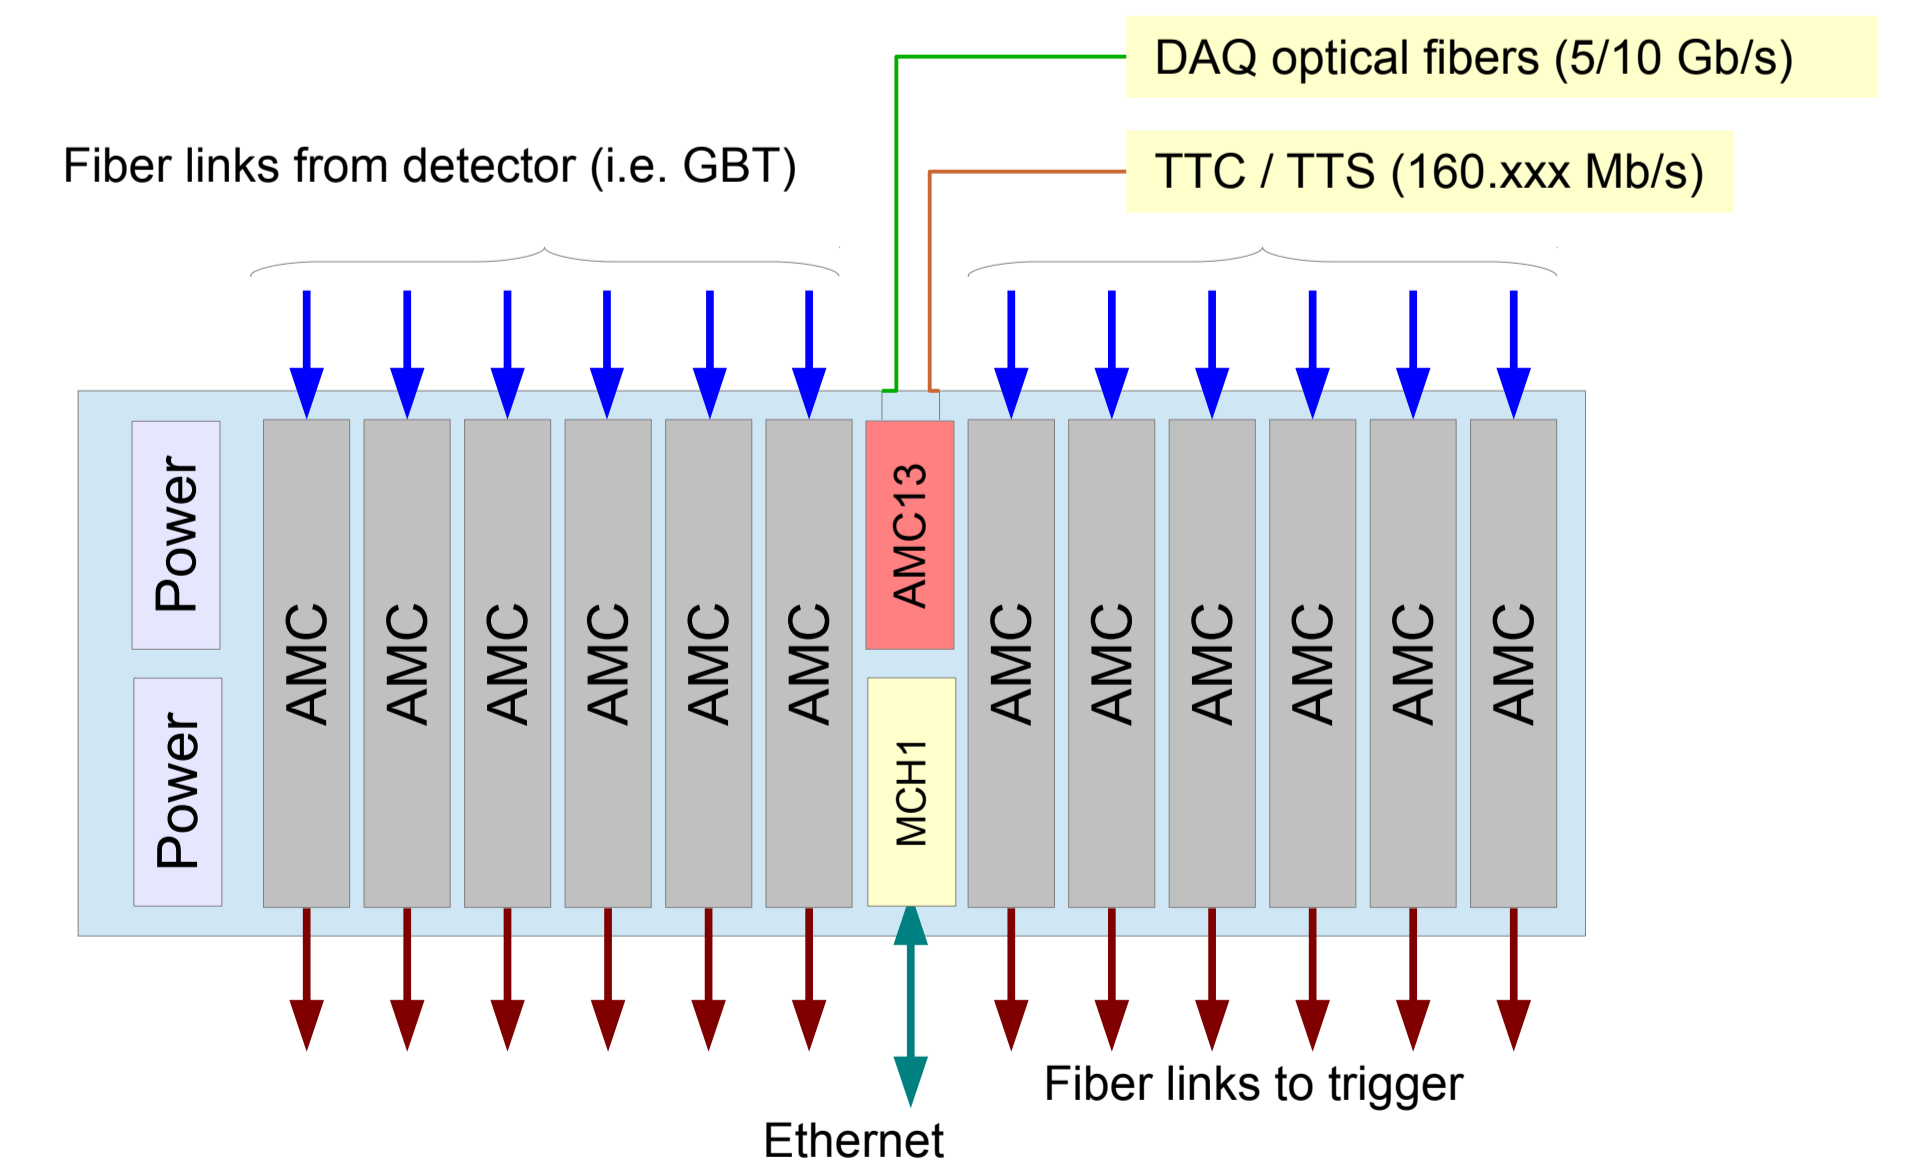 DAQ optical fibers (5/10 Gb/s)
Fiber links from detector (i.e. GBT)
TTC / TTS (160.xxx Mb/s)
Power
Power
AMC
AMC
AMC
AMC
AMC
AMC
AMC13
MCH1
AMC
AMC
AMC
AMC
AMC
AMC
Fiber links to trigger
Ethernet